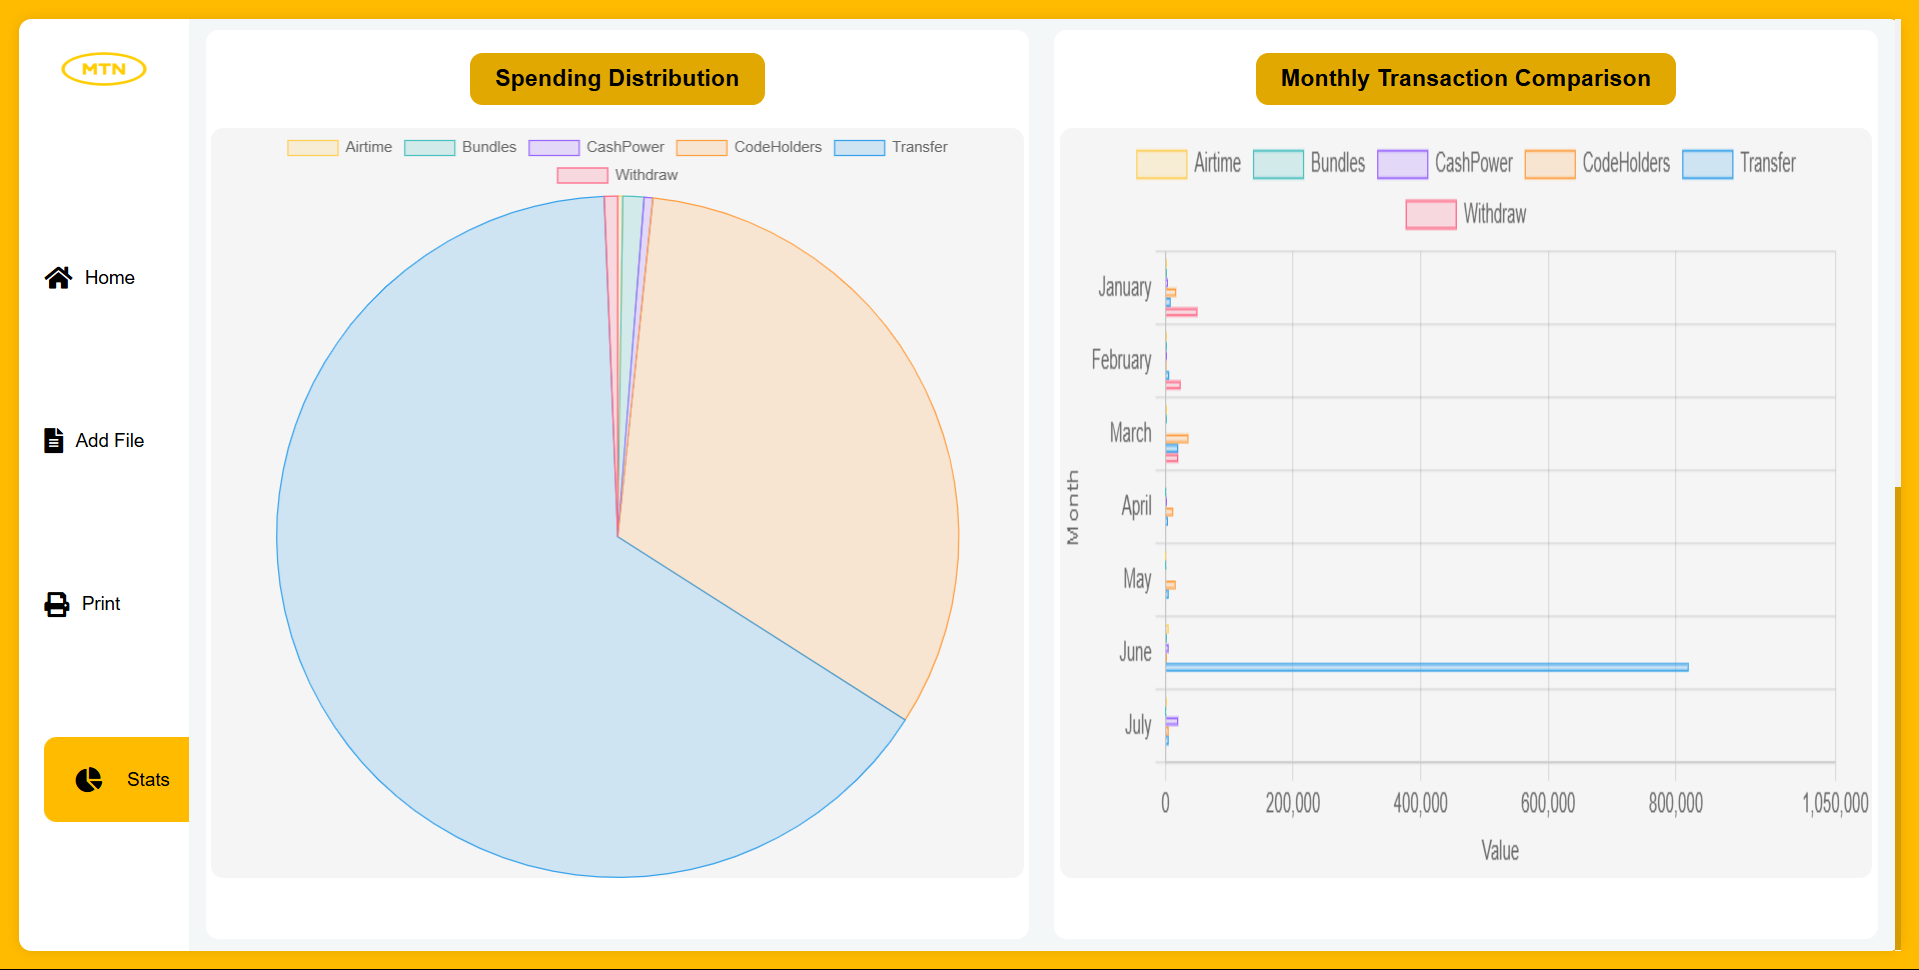 MTN
Home
Add File
Print
Stats
Spending Distribution
Airtime Bundles CashPower CodeHolders Transfer
Withdraw
Monthly Transaction Comparison
Airtime Bundles CashPower CodeHolders Transfer
Withdraw
Month
January
February
March
April
May
June
July
0 200,000 400,000 600,000 800,000 1,050,000
Value